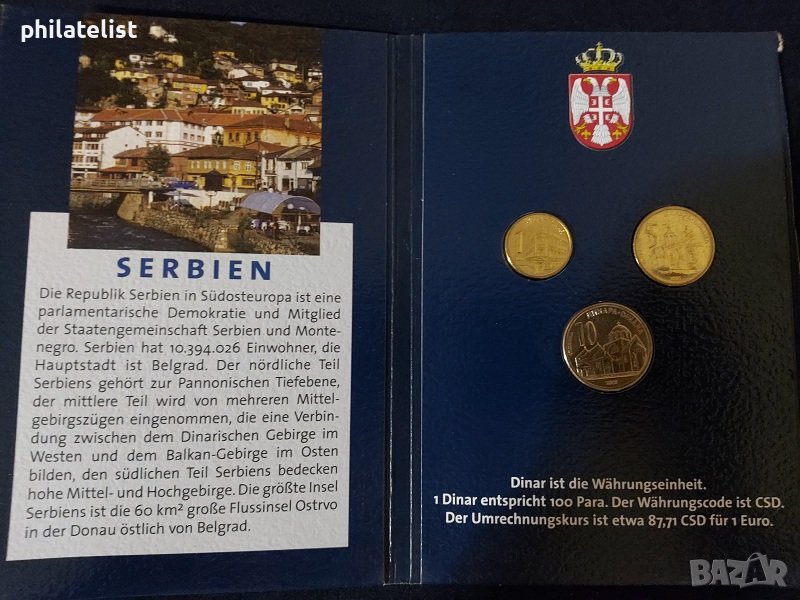 philatelist
SERBIEN
Die Republik Serbien in Südosteuropa ist eine
parlamentarische Demokratie und Mitglied
der Staatengemeinschaft Serbien und Monte-
negro. Serbien hat 10.394.026 Einwohner, die
Hauptstadt ist Belgrad. Der nördliche Teil
Serbiens gehört zur Pannonischen Tiefebene,
der mittlere Teil wird von mehreren Mittel-
gebirgszügen eingenommen, die eine Verbin-
dung zwischen dem Dinarischen Gebirge im
Westen und dem Balkan-Gebirge im Osten
bilden, den südlichen Teil Serbiens bedecken
hohe Mittel- und Hochgebirge. Die größte Insel
Serbiens ist die 60 km² große Flussinsel Ostrvo
in der Donau östlich von Belgrad.
1
10
Dinar ist die Währungseinheit.
1 Dinar entspricht 100 Para. Der Währungscode ist CSD.
Der Umrechnungskurs ist etwa 87,71 CSD für 1 Euro.
BAZAR